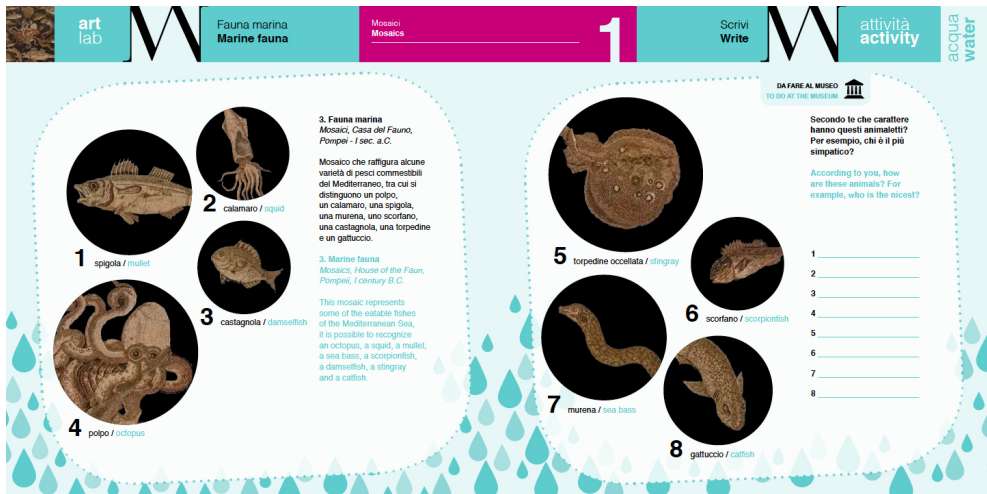 art
lab
Fauna marina
Marine fauna
Mosaici
Mosaics
1
Scrivi
Write
attività
activity
acqua
water
DA FARE AL MUSEO
TO DO AT THE MUSEUM
1
spigola / mullet
2
calamaro / squid
3
castagnola / damselfish
4
polpo / octopus
3. Fauna marina
Mosaici, Casa del Fauno,
Pompei - I sec. a.C.
Mosaico che raffigura alcune
varietà di pesci commestibili
del Mediterraneo, tra cui si
distinguono un polpo,
un calamaro, una spigola,
una murena, uno scorfano,
una castagnola, una torpedine
e un gattuccio.
3. Marine fauna
Mosaics, House of the Faun,
Pompeii, I century B.C.
This mosaic represents
some of the eatable fishes
of the Mediterranean Sea,
it is possible to recognize
an octopus, a squid, a mullet,
a sea bass, a scorpionfish,
a damselfish, a stingray
and a catfish.
5
torpedine occellata / stingray
6
scorfano / scorpionfish
7
murena / sea bass
8
gattuccio / catfish
Secondo te che carattere
hanno questi animaletti?
Per esempio, chi è il più
simpatico?
According to you, how
are these animals? For
example, who is the nicest?
1
2
3
4
5
6
7
8